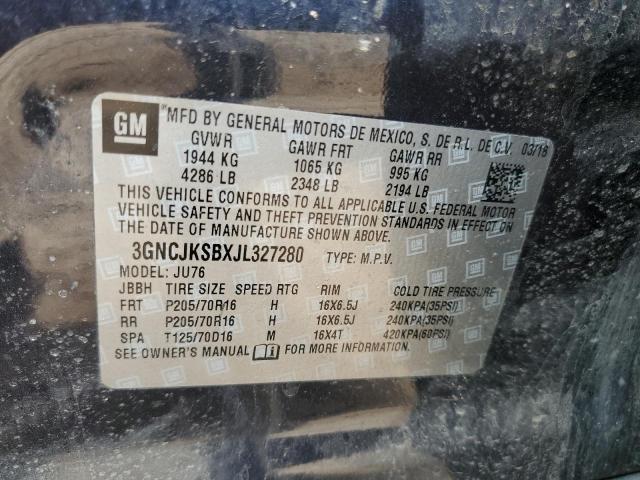 GM
MFD BY GENERAL MOTORS DE MEXICO, S. DE R.L. DE C.V. 03/18
GVWR GAWR FRT GAWR RR
1944 KG 1065 KG 995 KG
4286 LB 2348 LB 2194 LB
THIS VEHICLE CONFORMS TO ALL APPLICABLE U.S. FEDERAL MOTOR
VEHICLE SAFETY AND THEFT PREVENTION STANDARDS IN EFFECT ON
THE DATE OF MANUFACTURE SHOWN ABOVE.
3GNCJKSBXJL327280 TYPE: M.P.V.
MODEL: JU76
JBBH TIRE SIZE SPEED RTG RIM COLD TIRE PRESSURE
FRT P205/70R16 H 16X6.5J 240KPA(35PSI)
RR P205/70R16 H 16X6.5J 240KPA(35PSI)
SPA T125/70D16 M 16X4T 420KPA(60PSI)
SEE OWNER'S MANUAL FOR MORE INFORMATION.